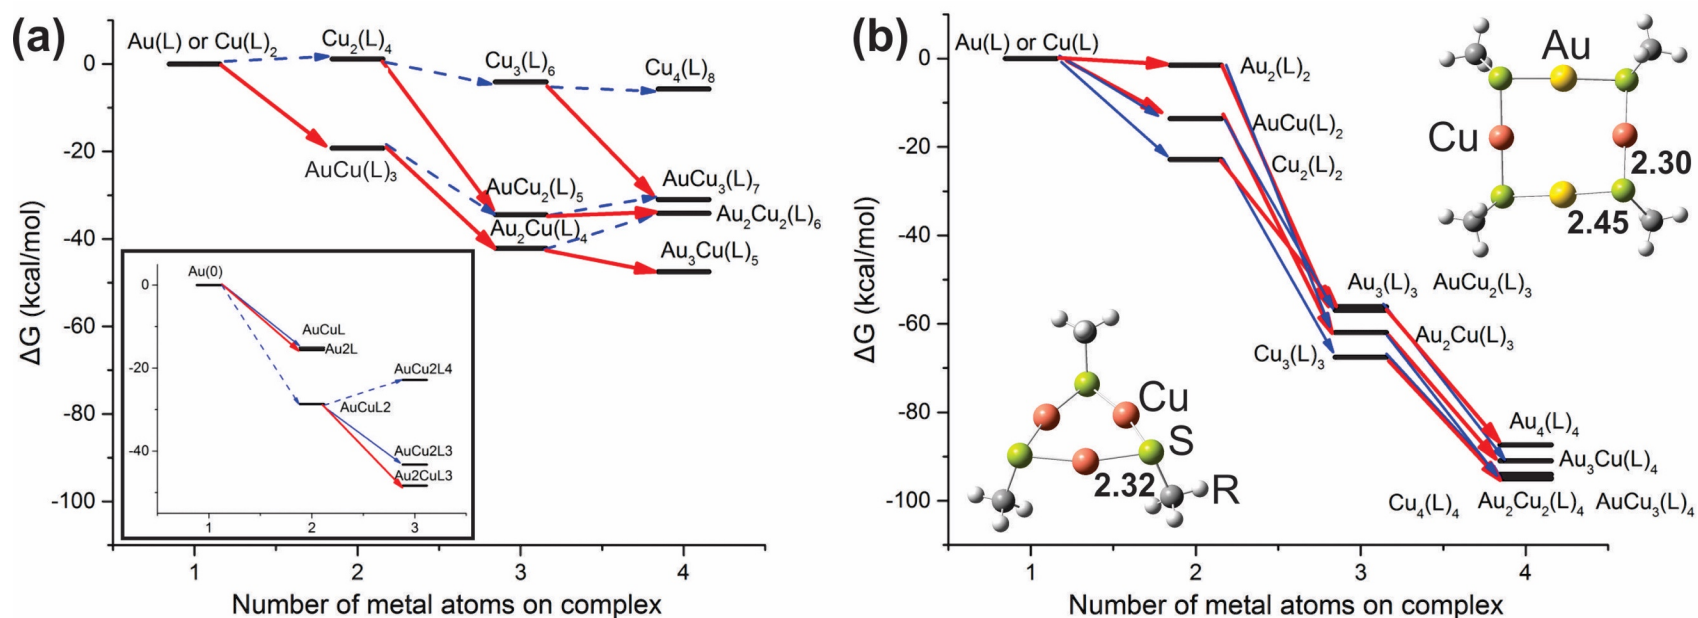 (a)
Au(L) or Cu(L)₂
Cu₂(L)₄
Cu₃(L)₆
Cu₄(L)₈
AuCu(L)₃
AuCu₂(L)₅
Au₂Cu(L)₄
AuCu₃(L)₇
Au₂Cu₂(L)₆
Au₃Cu(L)₅
0
-20
-40
-60
-80
-100
ΔG (kcal/mol)
1 2 3 4
Number of metal atoms on complex
Au(0)
AuCuL
Au2L
AuCu2L4
AuCuL2
AuCu2L3
Au2CuL3
0
-20
-40
1 2 3
(b)
Au(L) or Cu(L)
Au₂(L)₂
AuCu(L)₂
Cu₂(L)₂
Au₃(L)₃ AuCu₂(L)₃
Au₂Cu(L)₃
Cu₃(L)₃
Au₄(L)₄
Au₃Cu(L)₄
Cu₄(L)₄ Au₂Cu₂(L)₄ AuCu₃(L)₄
Au
Cu
2.30
2.45
Cu
S
2.32
R
0
-20
-40
-60
-80
-100
ΔG (kcal/mol)
1 2 3 4
Number of metal atoms on complex